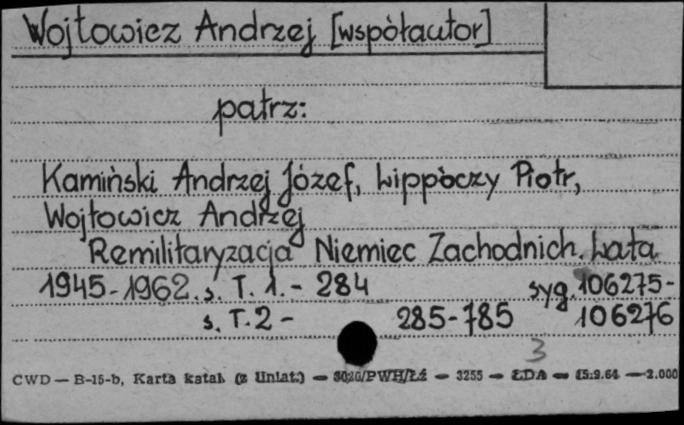 Wojtowicz Andrzej [współautor]
patrz:
Kamiński Andrzej Józef, Lippóczy Piotr,
Wojtowicz Andrzej
Remilitaryzacja Niemiec Zachodnich. Lata
1945-1962. s. T. 1. - 284 syg. 106275-
s. T. 2 - 285-785 106276
3
CWD — B-15-b, Karta katal. (z Uniat.) — /PWH/Łź — 3255 — ŁDA — 15.9.64 — 2.000